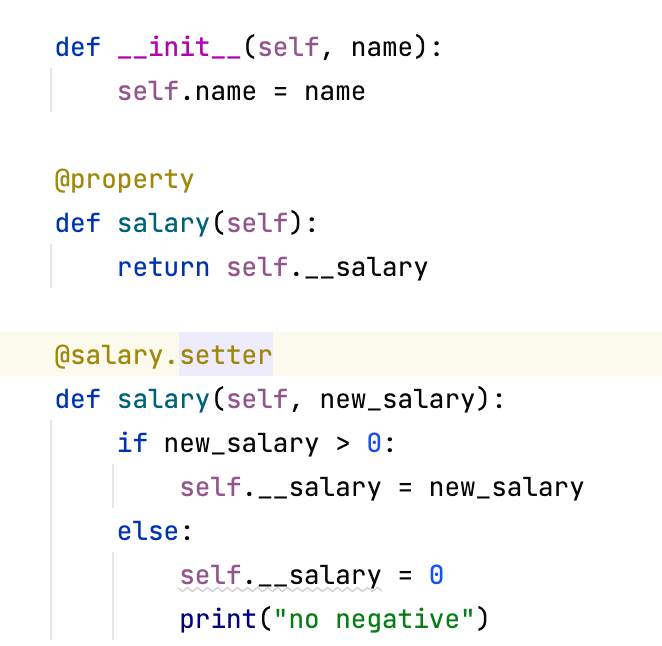 def __init__(self, name):
    self.name = name

@property
def salary(self):
    return self.__salary

@salary.setter
def salary(self, new_salary):
    if new_salary > 0:
        self.__salary = new_salary
    else:
        self.__salary = 0
        print("no negative")